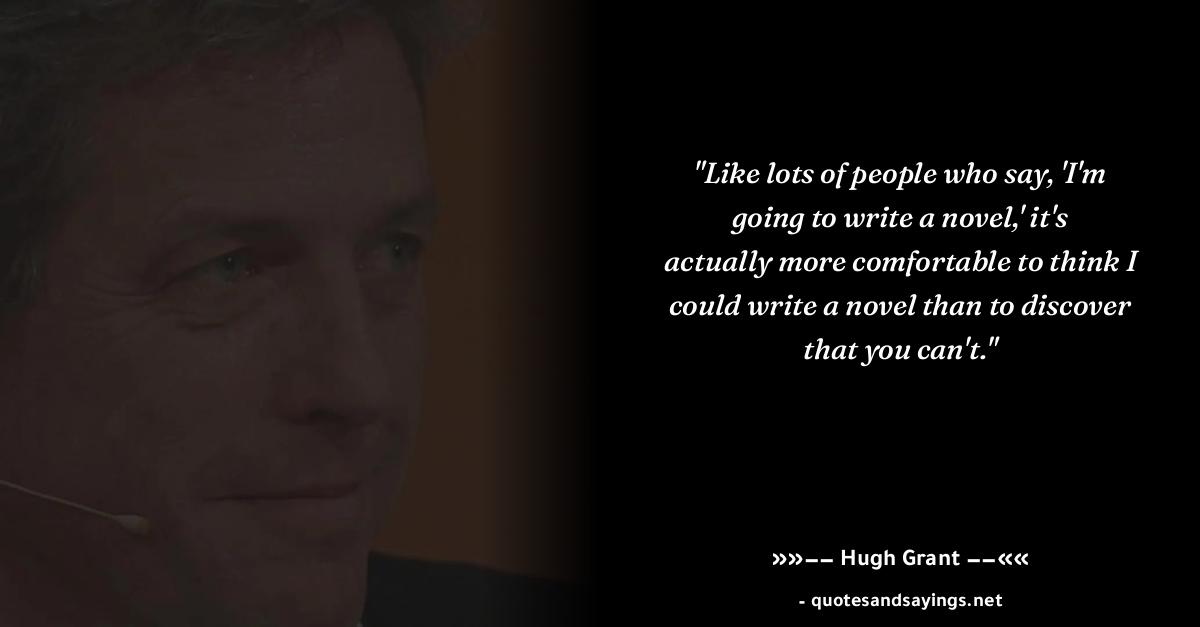 "Like lots of people who say, 'I'm
going to write a novel,' it's
actually more comfortable to think I
could write a novel than to discover
that you can't."
»»−− Hugh Grant −−««
- quotesandsayings.net